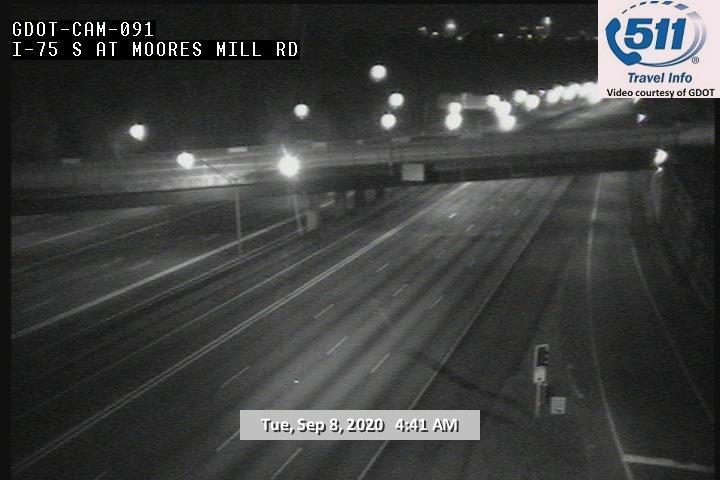 GDOT-CAM-091
I-75 S AT MOORES MILL RD
511
®
Travel Info
Video courtesy of GDOT
Tue, Sep 8, 2020 4:41 AM